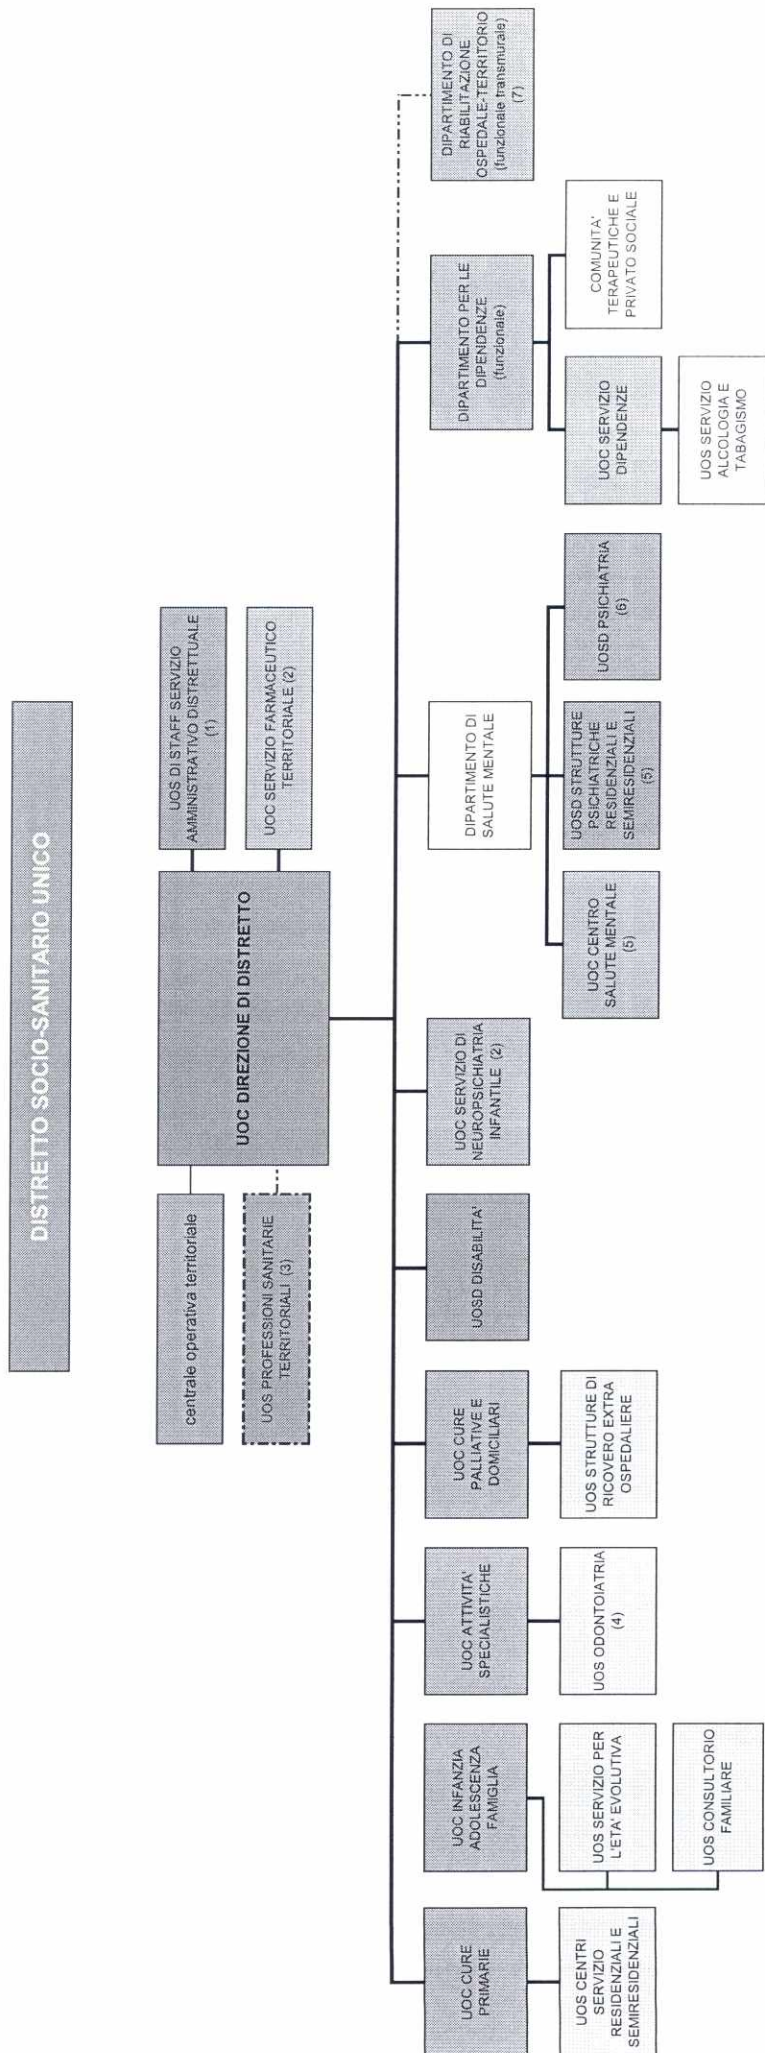 DISTRETTO SOCIO-SANITARIO UNICO
centrale operativa territoriale
UOS PROFESSIONI SANITARIE
TERRITORIALI (3)
UOC DIREZIONE DI DISTRETTO
UOS DI STAFF SERVIZIO
AMMINISTRATIVO DISTRETTUALE
(1)
UOC SERVIZIO FARMACEUTICO
TERRITORIALE (2)
UOC CURE
PRIMARIE
UOS CENTRI
SERVIZIO
RESIDENZIALI E
SEMIRESIDENZIALI
UOC INFANZIA
ADOLESCENZA
FAMIGLIA
UOS SERVIZIO PER
L'ETA' EVOLUTIVA
UOS CONSULTORIO
FAMILIARE
UOC ATTIVITA'
SPECIALISTICHE
UOS ODONTOIATRIA
(4)
UOC CURE
PALLIATIVE E
DOMICILIARI
UOS STRUTTURE DI
RICOVERO EXTRA
OSPEDALIERE
UOSD DISABILITA'
UOC SERVIZIO DI
NEUROPSICHIATRIA
INFANTILE (2)
DIPARTIMENTO DI
SALUTE MENTALE
UOC CENTRO
SALUTE MENTALE
(5)
UOSD STRUTTURE
PSICHIATRICHE
RESIDENZIALI E
SEMIRESIDENZIALI
(5)
UOSD PSICHIATRIA
(6)
DIPARTIMENTO PER LE
DIPENDENZE
(funzionale)
UOC SERVIZIO
DIPENDENZE
UOS SERVIZIO
ALCOLOGIA E
TABAGISMO
COMUNITA'
TERAPEUTICHE E
PRIVATO SOCIALE
DIPARTIMENTO DI
RIABILITAZIONE
OSPEDALE-TERRITORIO
(funzionale transmurale)
(7)